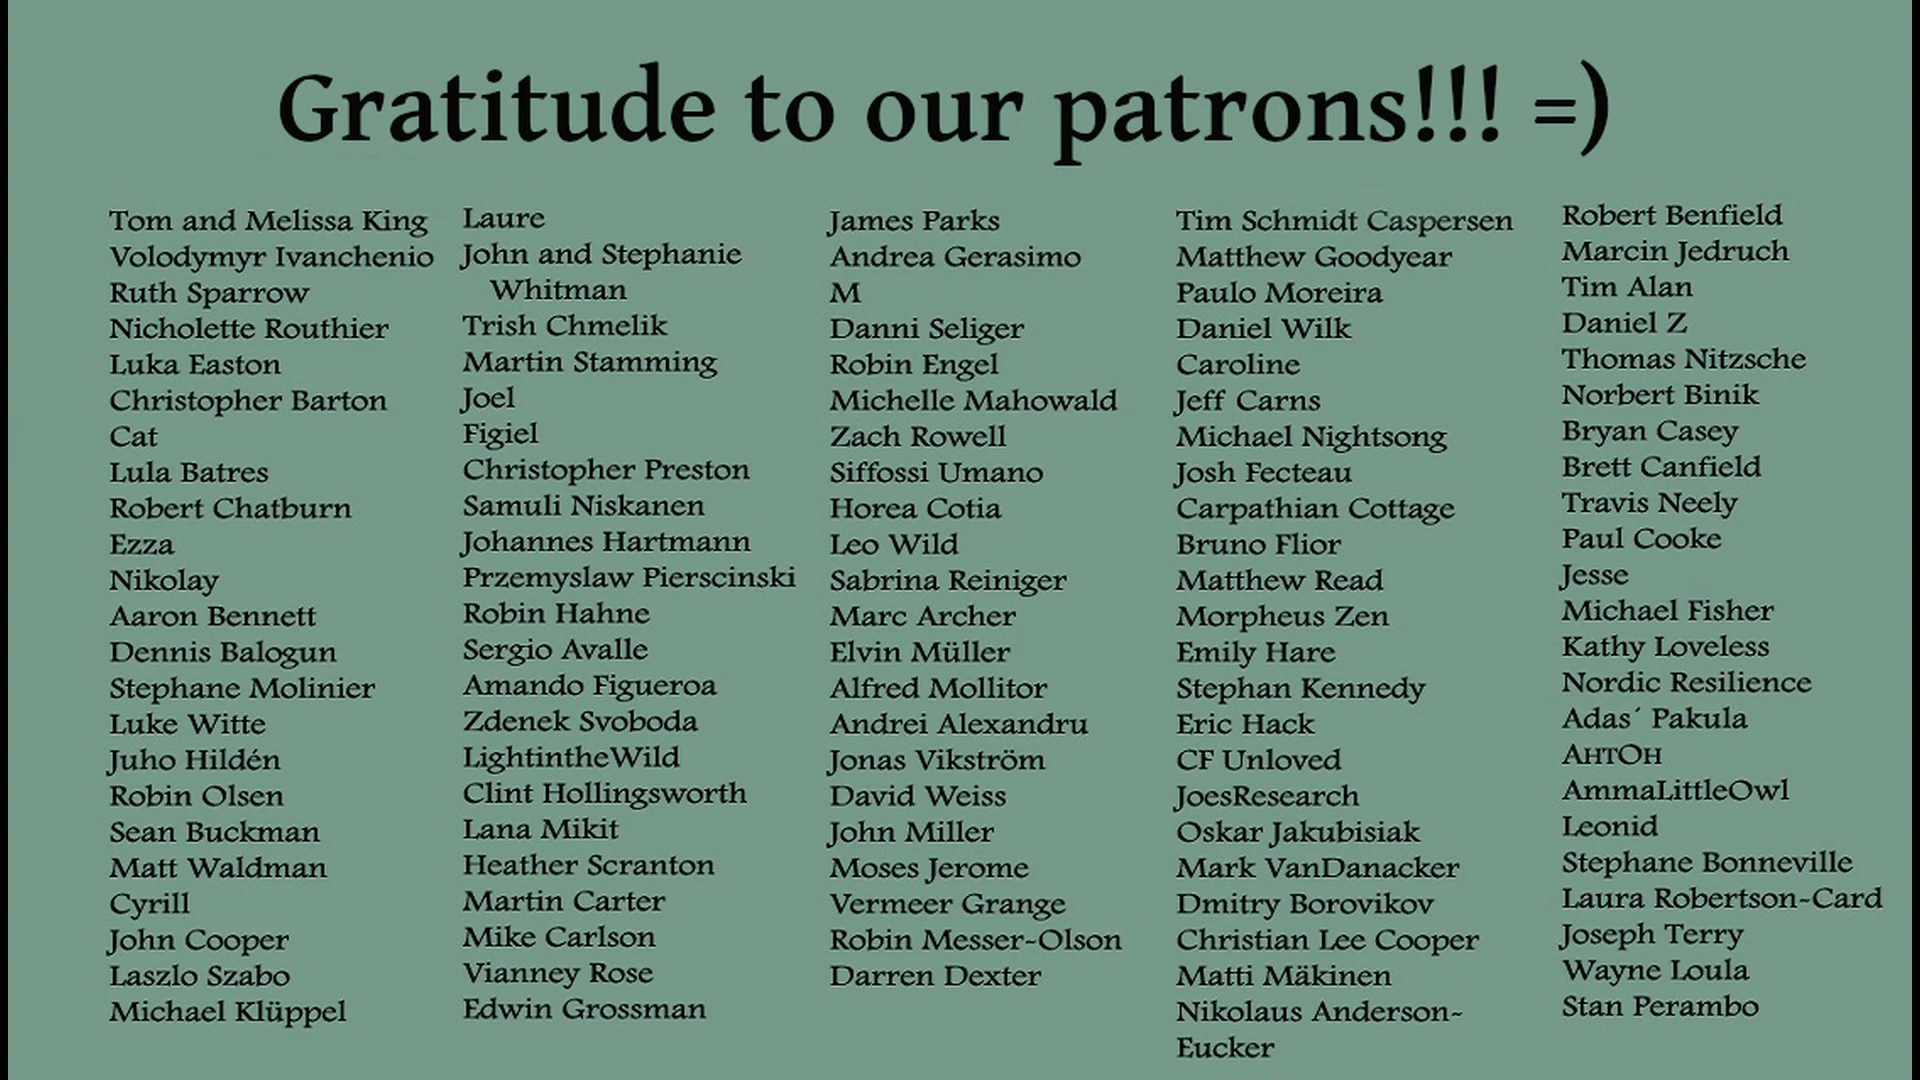 Gratitude to our patrons!!! =)
Tom and Melissa King
Volodymyr Ivanchenio
Ruth Sparrow
Nicholette Routhier
Luka Easton
Christopher Barton
Cat
Lula Batres
Robert Chatburn
Ezza
Nikolay
Aaron Bennett
Dennis Balogun
Stephane Molinier
Luke Witte
Juho Hildén
Robin Olsen
Sean Buckman
Matt Waldman
Cyrill
John Cooper
Laszlo Szabo
Michael Klüppel
Laure
John and Stephanie
Whitman
Trish Chmelik
Martin Stamming
Joel
Figiel
Christopher Preston
Samuli Niskanen
Johannes Hartmann
Przemyslaw Pierscinski
Robin Hahne
Sergio Avalle
Amando Figueroa
Zdenek Svoboda
LightintheWild
Clint Hollingsworth
Lana Mikit
Heather Scranton
Martin Carter
Mike Carlson
Vianney Rose
Edwin Grossman
James Parks
Andrea Gerasimo
M
Danni Seliger
Robin Engel
Michelle Mahowald
Zach Rowell
Siffossi Umano
Horea Cotia
Leo Wild
Sabrina Reiniger
Marc Archer
Elvin Müller
Alfred Mollitor
Andrei Alexandru
Jonas Vikström
David Weiss
John Miller
Moses Jerome
Vermeer Grange
Robin Messer-Olson
Darren Dexter
Tim Schmidt Caspersen
Matthew Goodyear
Paulo Moreira
Daniel Wilk
Caroline
Jeff Carns
Michael Nightsong
Josh Fecteau
Carpathian Cottage
Bruno Flior
Matthew Read
Morpheus Zen
Emily Hare
Stephan Kennedy
Eric Hack
CF Unloved
JoesResearch
Oskar Jakubisiak
Mark VanDanacker
Dmitry Borovikov
Christian Lee Cooper
Matti Mäkinen
Nikolaus Anderson-
Eucker
Robert Benfield
Marcin Jedruch
Tim Alan
Daniel Z
Thomas Nitzsche
Norbert Binik
Bryan Casey
Brett Canfield
Travis Neely
Paul Cooke
Jesse
Michael Fisher
Kathy Loveless
Nordic Resilience
Adas´ Pakula
AнтOн
AmmaLittleOwl
Leonid
Stephane Bonneville
Laura Robertson-Card
Joseph Terry
Wayne Loula
Stan Perambo